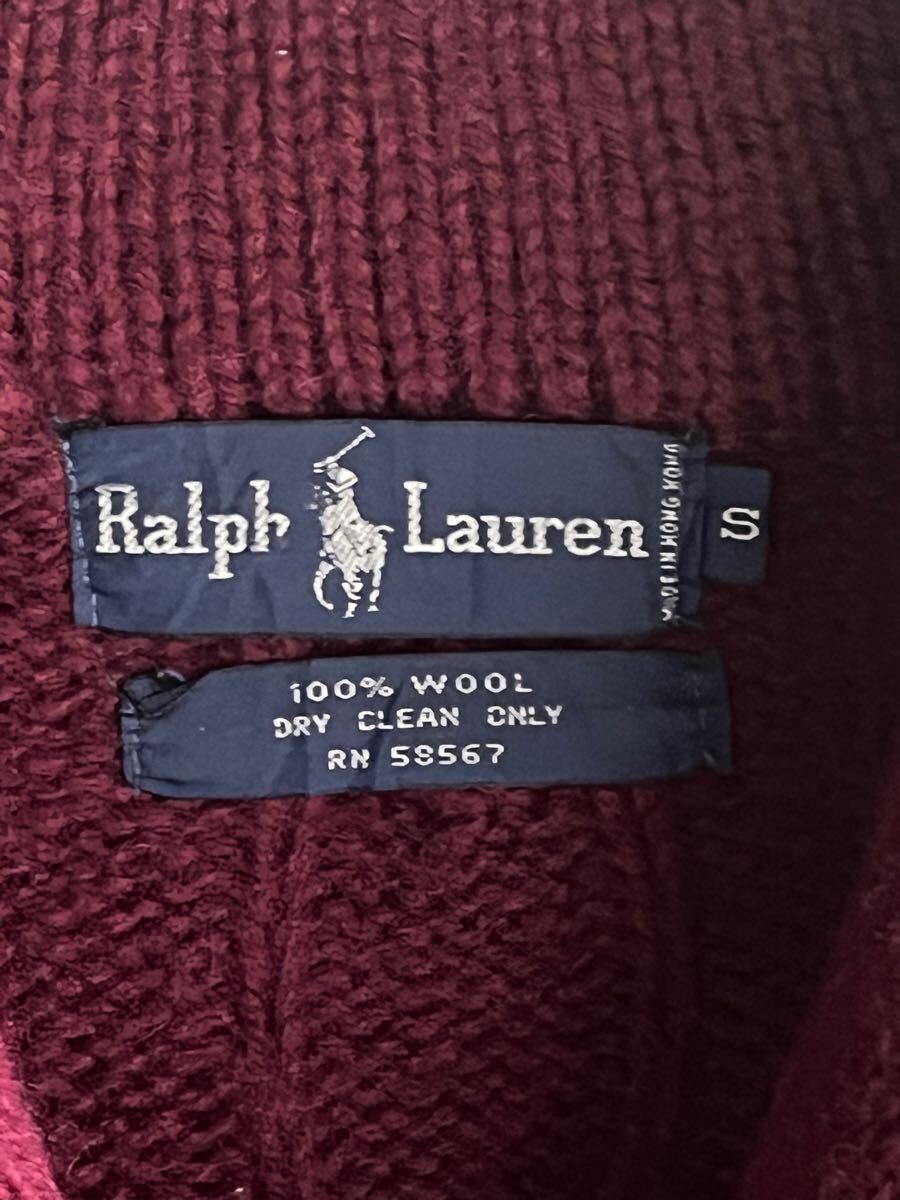 Ralph Lauren
MADE IN HONG KONG
S
100% WOOL
DRY CLEAN ONLY
RN 58567